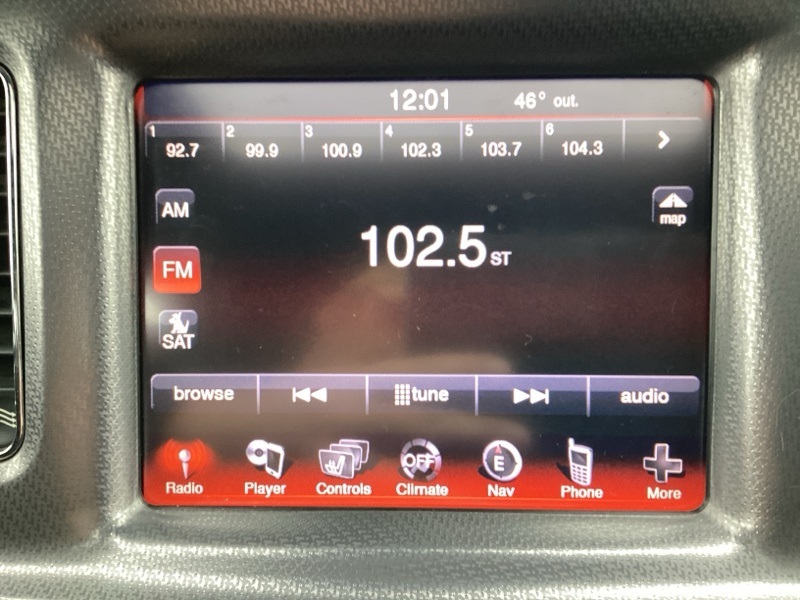 12:01 46° out.
1 2 3 4 5 6
92.7 99.9 100.9 102.3 103.7 104.3
AM
map
102.5 ST
FM
SAT
browse tune audio
OFF E
Radio Player Controls Climate Nav Phone More